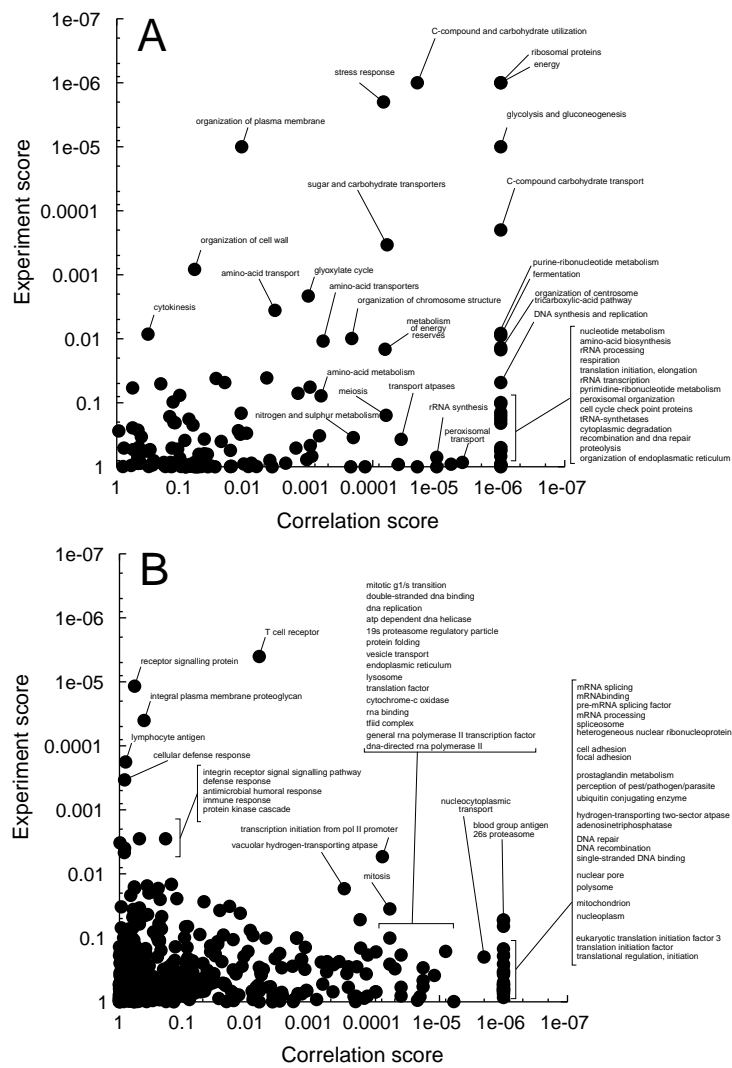 A
1e-07
1e-06
1e-05
0.0001
0.001
0.01
0.1
1
Experiment score
C-compound and carbohydrate utilization
ribosomal proteins
energy
stress response
glycolysis and gluconeogenesis
organization of plasma membrane
sugar and carbohydrate transporters
C-compound carbohydrate transport
organization of cell wall
amino-acid transport
glyoxylate cycle
amino-acid transporters
organization of chromosome structure
cytokinesis
metabolism
of energy
reserves
purine-ribonucleotide metabolism
fermentation
organization of centrosome
tricarboxylic-acid pathway
DNA synthesis and replication
amino-acid metabolism
meiosis
transport atpases
nitrogen and sulphur metabolism
rRNA synthesis
peroxisomal
transport
nucleotide metabolism
amino-acid biosynthesis
rRNA processing
respiration
translation initiation, elongation
rRNA transcription
pyrimidine-ribonucleotide metabolism
peroxisomal organization
cell cycle check point proteins
tRNA-synthetases
cytoplasmic degradation
recombination and dna repair
proteolysis
organization of endoplasmatic reticulum
1 0.1 0.01 0.001 0.0001 1e-05 1e-06 1e-07
Correlation score
B
1e-07
1e-06
1e-05
0.0001
0.001
0.01
0.1
1
Experiment score
T cell receptor
receptor signalling protein
integral plasma membrane proteoglycan
lymphocyte antigen
cellular defense response
integrin receptor signal signalling pathway
defense response
antimicrobial humoral response
immune response
protein kinase cascade
transcription initiation from pol II promoter
vacuolar hydrogen-transporting atpase
mitosis
mitotic g1/s transition
double-stranded dna binding
dna replication
atp dependent dna helicase
19s proteasome regulatory particle
protein folding
vesicle transport
endoplasmic reticulum
lysosome
translation factor
cytochrome-c oxidase
rna binding
tfiid complex
general rna polymerase II transcription factor
dna-directed rna polymerase II
nucleocytoplasmic
transport
blood group antigen
26s proteasome
mRNA splicing
mRNAbinding
pre-mRNA splicing factor
mRNA processing
spliceosome
heterogeneous nuclear ribonucleoprotein
cell adhesion
focal adhesion
prostaglandin metabolism
perception of pest/pathogen/parasite
ubiquitin conjugating enzyme
hydrogen-transporting two-sector atpase
adenosinetriphosphatase
DNA repair
DNA recombination
single-stranded DNA binding
nuclear pore
polysome
mitochondrion
nucleoplasm
eukaryotic translation initiation factor 3
translation initiation factor
translational regulation, initiation
1 0.1 0.01 0.001 0.0001 1e-05 1e-06 1e-07
Correlation score